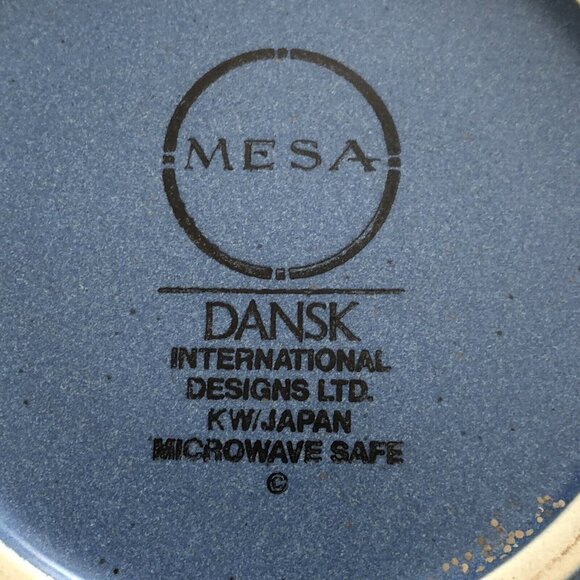 MESA
DANSK
INTERNATIONAL
DESIGNS LTD.
KW/JAPAN
MICROWAVE SAFE
©